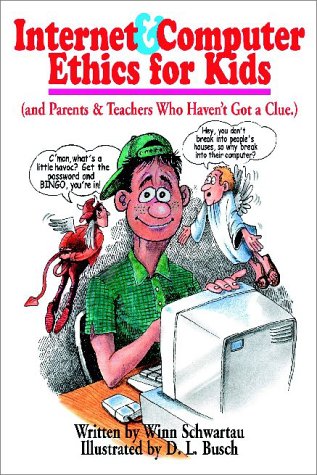 Internet & Computer
Ethics for Kids
(and Parents & Teachers Who Haven't Got a Clue.)
C'mon, what's a
little havoc? Get the
password and
BINGO, you're in!
Hey, you don't
break into people's
houses, so why break
into their computer?
Written by Winn Schwartau
Illustrated by D. L. Busch